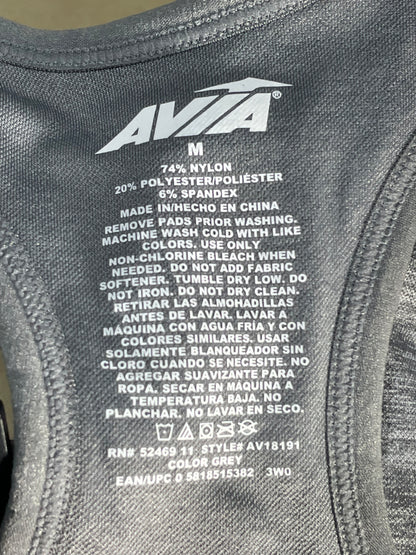 AVIA®
M
74% NYLON
20% POLYESTER/POLIÉSTER
6% SPANDEX
MADE IN/HECHO EN CHINA
REMOVE PADS PRIOR WASHING.
MACHINE WASH COLD WITH LIKE
COLORS. USE ONLY
NON-CHLORINE BLEACH WHEN
NEEDED. DO NOT ADD FABRIC
SOFTENER. TUMBLE DRY LOW. DO
NOT IRON. DO NOT DRY CLEAN.
RETIRAR LAS ALMOHADILLAS
ANTES DE LAVAR. LAVAR A
MÁQUINA CON AGUA FRÍA Y CON
COLORES SIMILARES. USAR
SOLAMENTE BLANQUEADOR SIN
CLORO CUANDO SE NECESITE. NO
AGREGAR SUAVIZANTE PARA
ROPA. SECAR EN MÁQUINA A
TEMPERATURA BAJA. NO
PLANCHAR. NO LAVAR EN SECO.
RN# 52469 11 STYLE# AV18191
COLOR GREY
EAN/UPC 0 5818515382 3W0